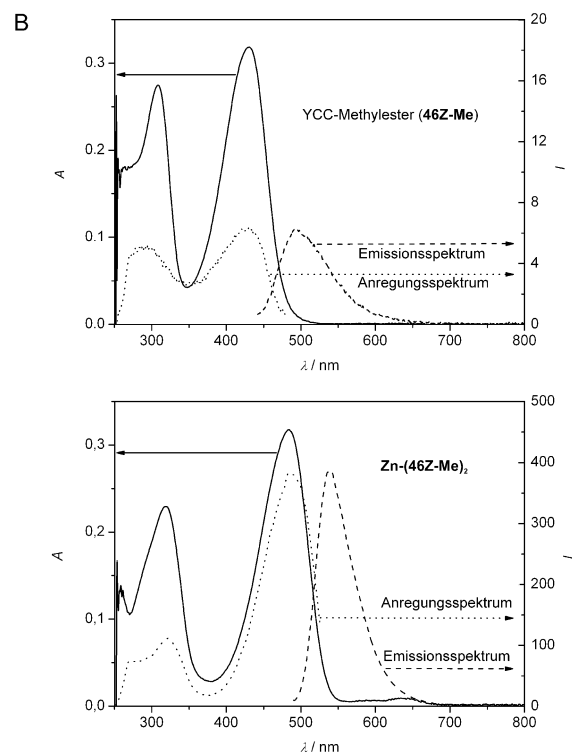 B
0.3
0.2
0.1
0.0
A
20
16
12
8
4
0
I
YCC-Methylester (46Z-Me)
Emissionsspektrum
Anregungsspektrum
300 400 500 600 700 800
λ / nm
0,3
0,2
0,1
0,0
A
500
400
300
200
100
0
I
Zn-(46Z-Me)₂
Anregungsspektrum
Emissionsspektrum
300 400 500 600 700 800
λ / nm